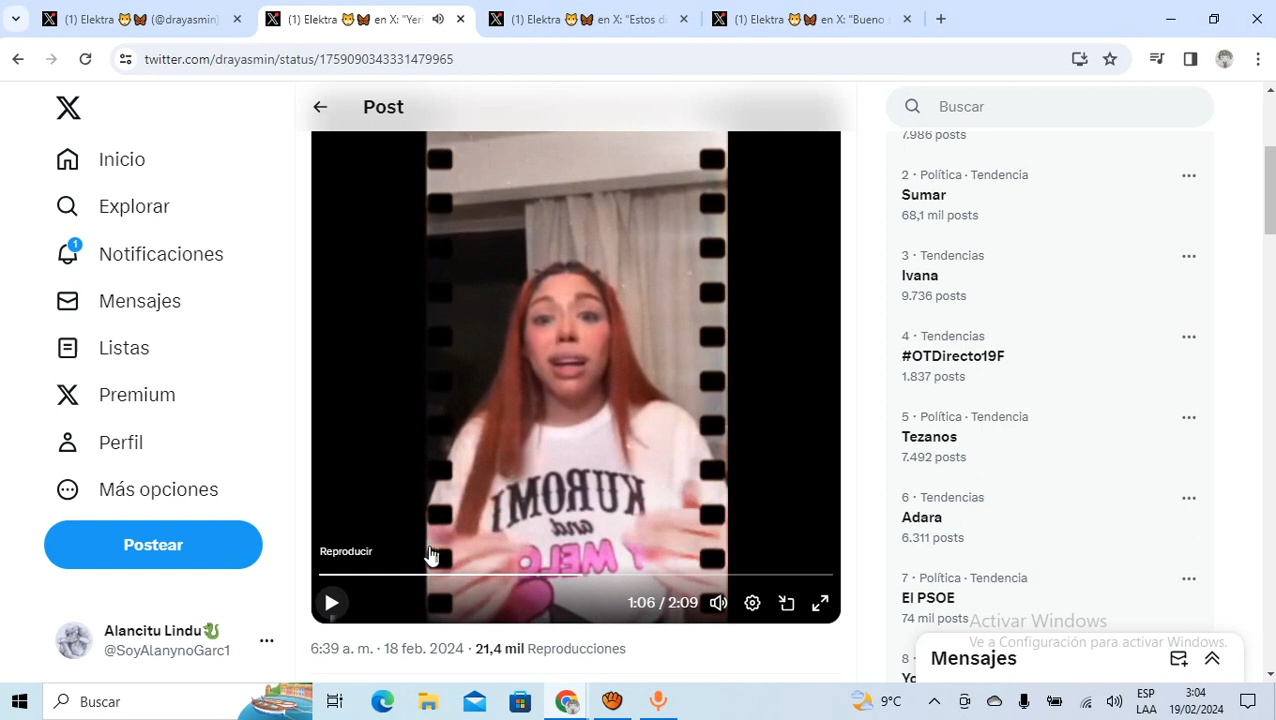 (1) Elektra 🐯🦋 (@drayasmin)
(1) Elektra 🐯🦋 en X: "Yeri
(1) Elektra 🐯🦋 en X: "Estos d
(1) Elektra 🐯🦋 en X: "Bueno
twitter.com/drayasmin/status/1759090343331479965
Post
Buscar
Inicio
Explorar
1
Notificaciones
Mensajes
Listas
Premium
Perfil
Más opciones
Postear
Alancitu Lindu🐉
@SoyAlanynoGarc1
KUROMI
and
Reproducir
1:06 / 2:09
6:39 a. m. · 18 feb. 2024 · 21,4 mil Reproducciones
7.986 posts
2 · Política · Tendencia
Sumar
68,1 mil posts
3 · Tendencias
Ivana
9.736 posts
4 · Tendencias
#OTDirecto19F
1.837 posts
5 · Política · Tendencia
Tezanos
7.492 posts
6 · Tendencias
Adara
6.311 posts
7 · Política · Tendencia
El PSOE
74 mil posts
8 ·
Activar Windows
Ve a Configuración para activar Windows.
Mensajes
Buscar
9°C
ESP
LAA
3:04
19/02/2024